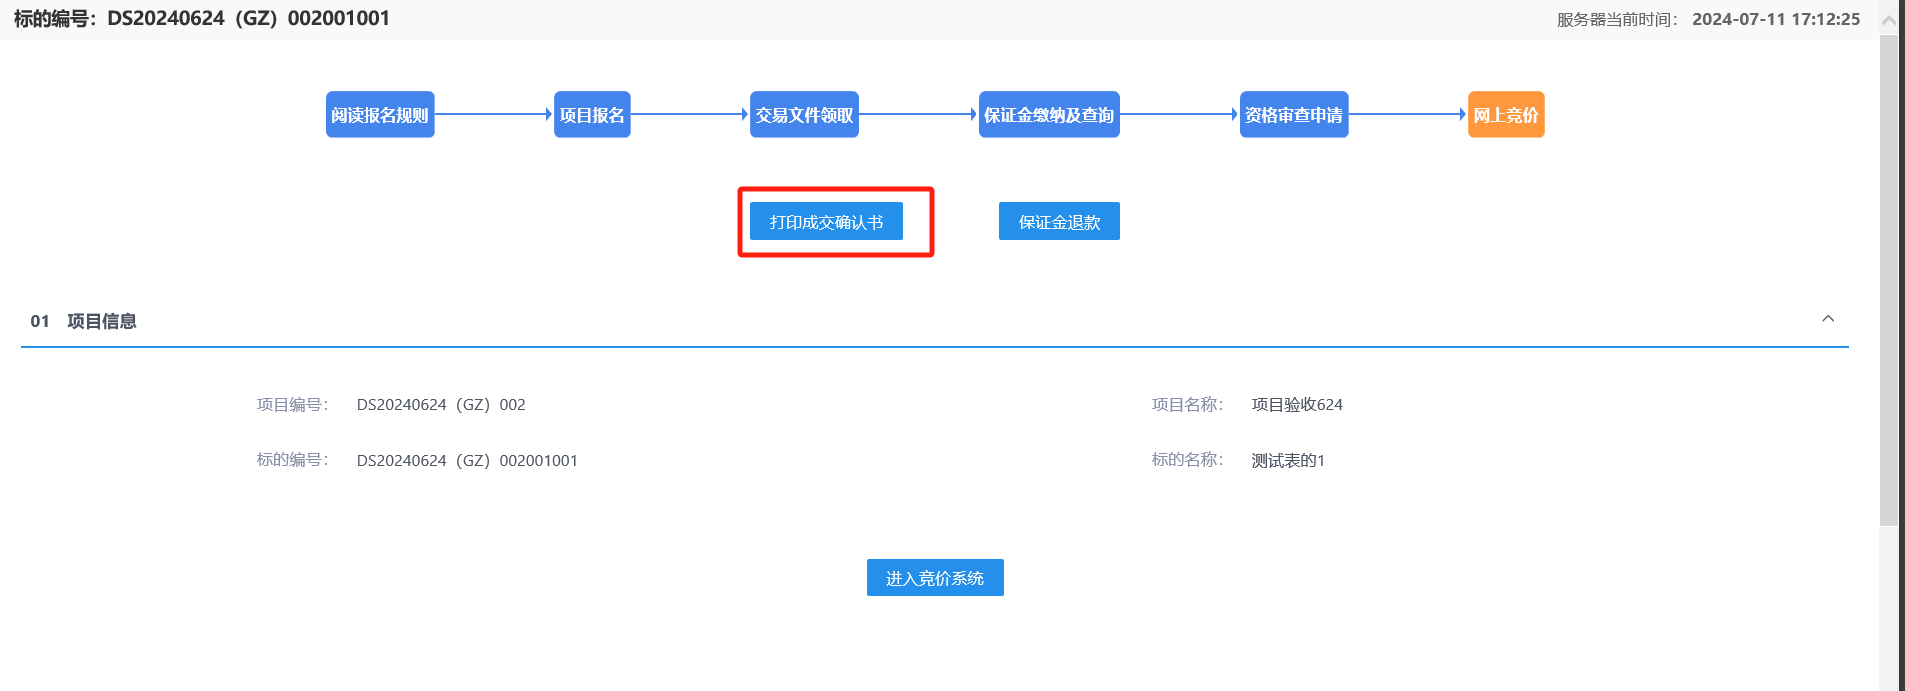 标的编号：DS20240624（GZ）002001001
服务器当前时间： 2024-07-11 17:12:25
阅读报名规则 项目报名 交易文件领取 保证金缴纳及查询 资格审查申请 网上竞价
打印成交确认书 保证金退款
01 项目信息
项目编号： DS20240624（GZ）002 项目名称： 项目验收624
标的编号： DS20240624（GZ）002001001 标的名称： 测试表的1
进入竞价系统